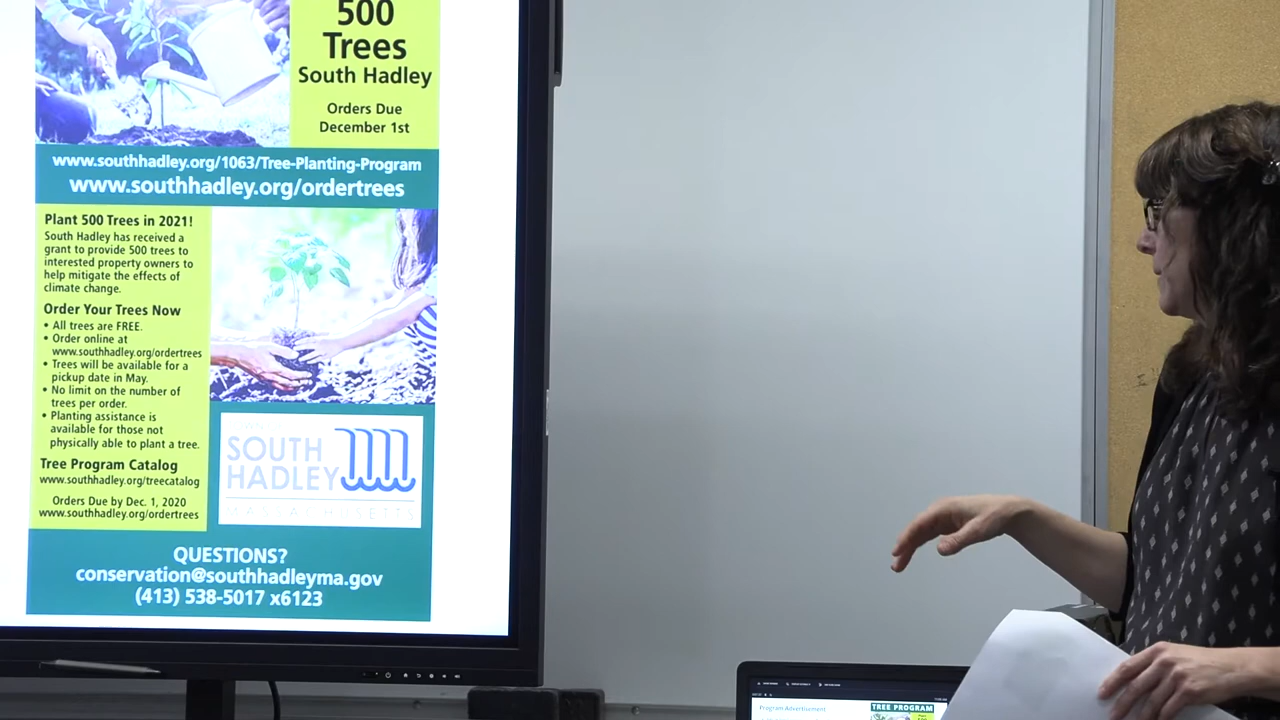 500
Trees
South Hadley
Orders Due
December 1st
www.southhadley.org/1063/Tree-Planting-Program
www.southhadley.org/ordertrees
Plant 500 Trees in 2021!
South Hadley has received a
grant to provide 500 trees to
interested property owners to
help mitigate the effects of
climate change.
Order Your Trees Now
• All trees are FREE.
• Order online at
www.southhadley.org/ordertrees
• Trees will be available for a
pickup date in May.
• No limit on the number of
trees per order.
• Planting assistance is
available for those not
physically able to plant a tree.
Tree Program Catalog
www.southhadley.org/treecatalog
Orders Due by Dec. 1, 2020
www.southhadley.org/ordertrees
SOUTH
HADLEY
MASSACHUSETTS
QUESTIONS?
conservation@southhadleyma.gov
(413) 538-5017 x6123
Program Advertisement
TREE PROGRAM